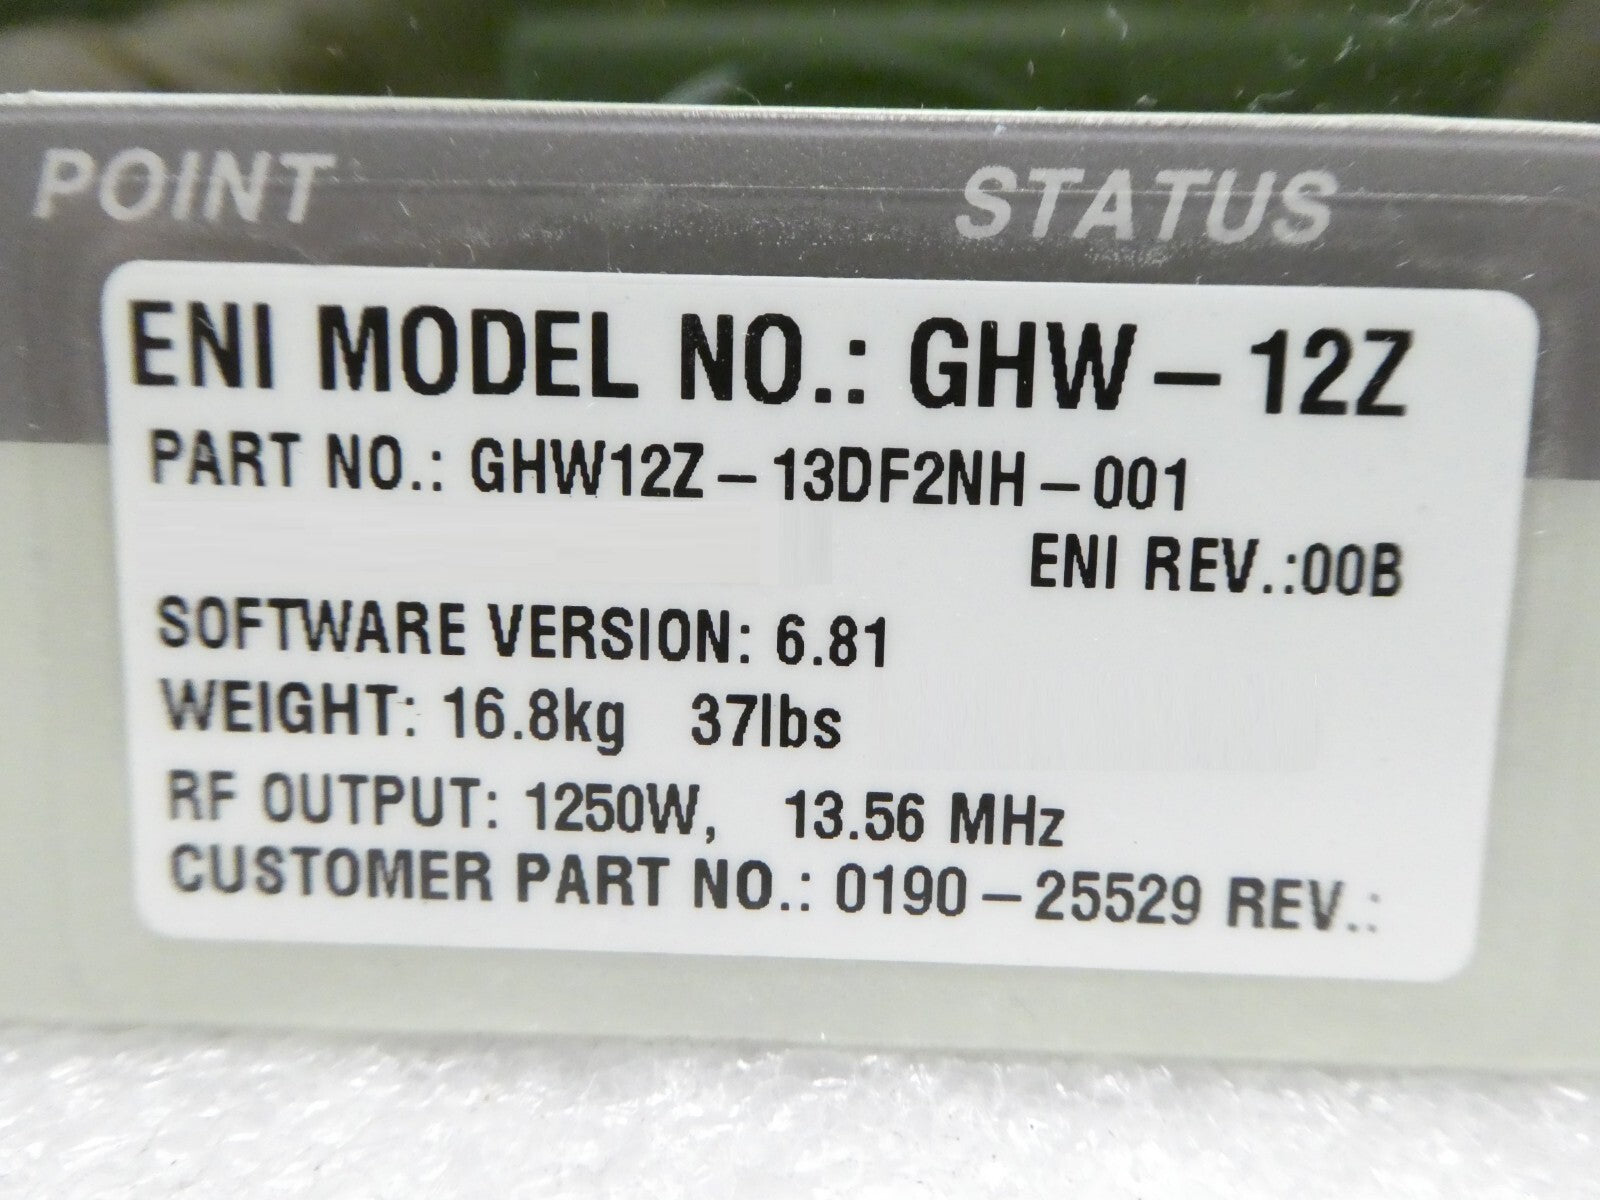 POINT STATUS
ENI MODEL NO.: GHW-12Z
PART NO.: GHW12Z-13DF2NH-001
ENI REV.:00B
SOFTWARE VERSION: 6.81
WEIGHT: 16.8kg 37lbs
RF OUTPUT: 1250W, 13.56 MHz
CUSTOMER PART NO.: 0190-25529 REV.: